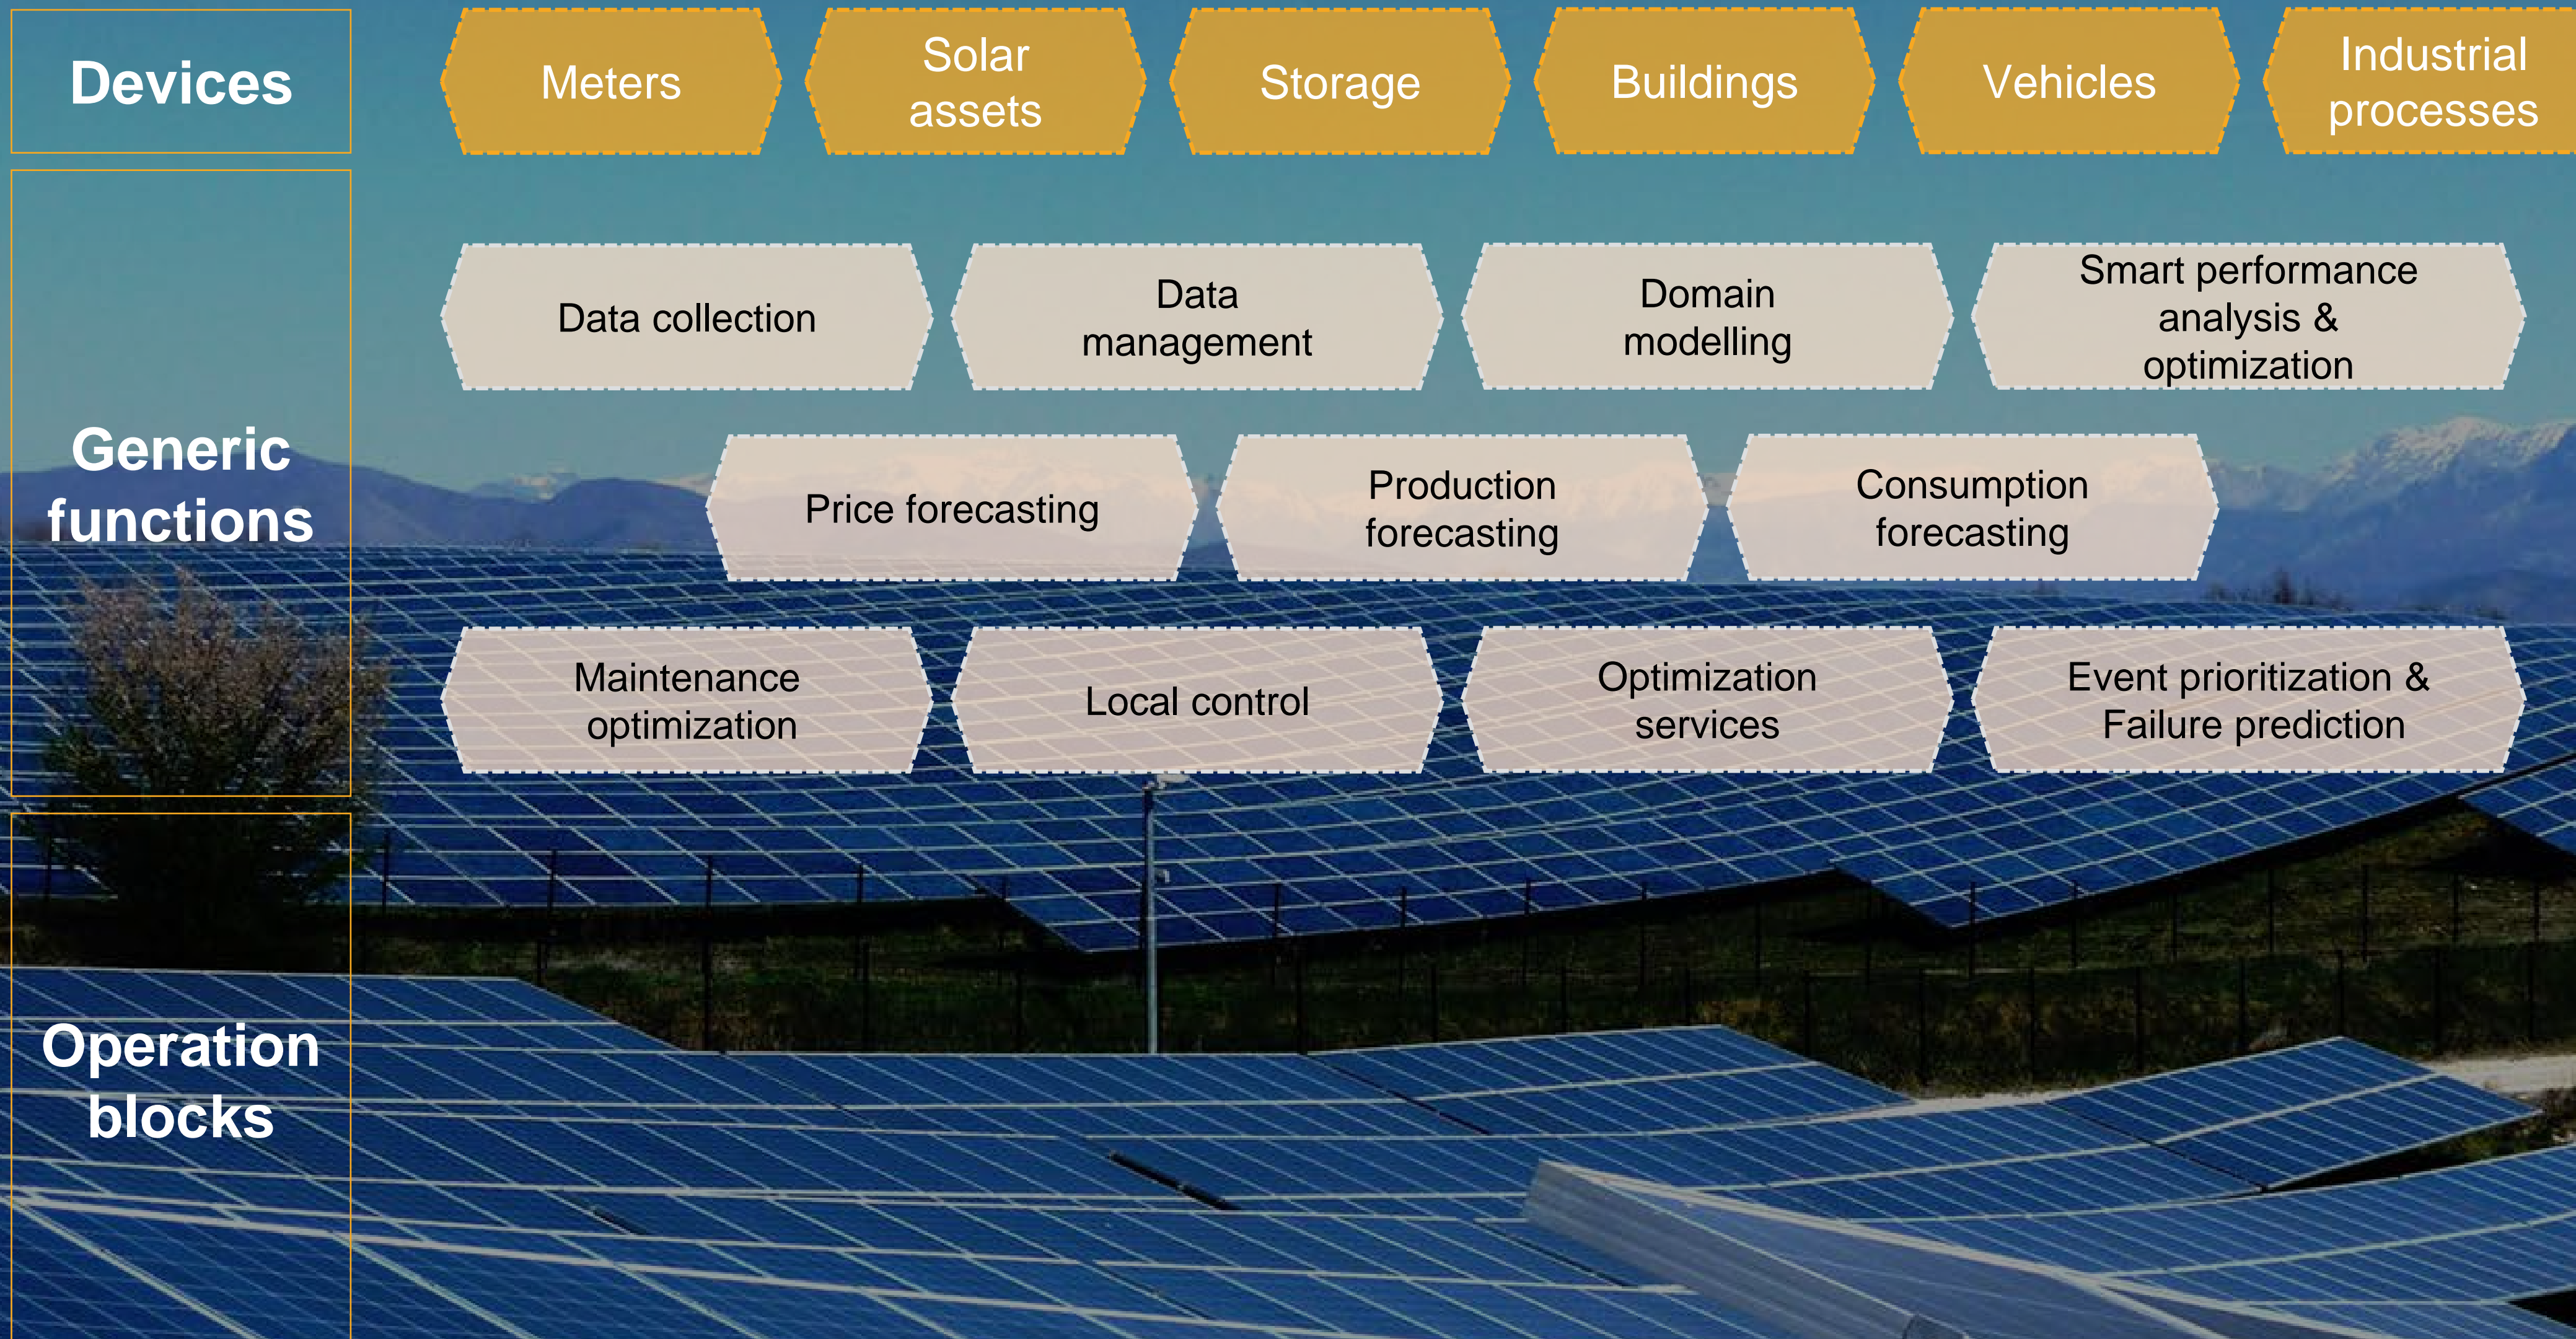 Devices
Meters
Solar
assets
Storage
Buildings
Vehicles
Industrial
processes
Generic
functions
Data collection
Data
management
Domain
modelling
Smart performance
analysis &
optimization
Price forecasting
Production
forecasting
Consumption
forecasting
Maintenance
optimization
Local control
Optimization
services
Event prioritization &
Failure prediction
Operation
blocks